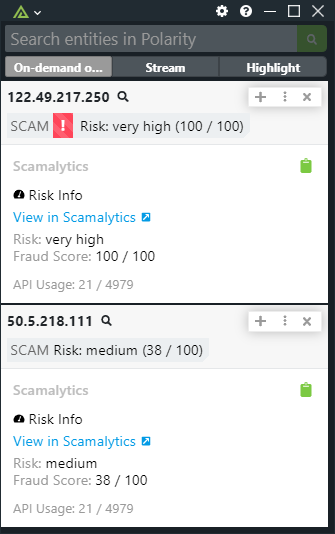 Search entities in Polarity
On-demand o... Stream Highlight
122.49.217.250
SCAM ! Risk: very high (100 / 100)
Scamalytics
Risk Info
View in Scamalytics
Risk: very high
Fraud Score: 100 / 100
API Usage: 21 / 4979
50.5.218.111
SCAM Risk: medium (38 / 100)
Scamalytics
Risk Info
View in Scamalytics
Risk: medium
Fraud Score: 38 / 100
API Usage: 21 / 4979